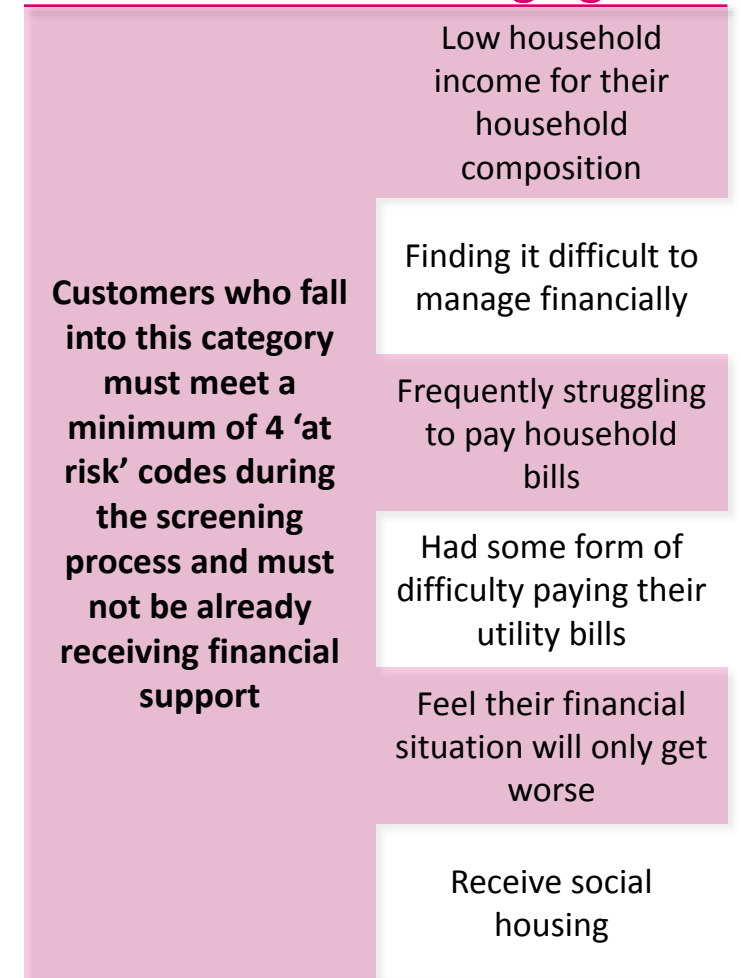 Customers who fall
into this category
must meet a
minimum of 4 ‘at
risk’ codes during
the screening
process and must
not be already
receiving financial
support
Low household
income for their
household
composition
Finding it difficult to
manage financially
Frequently struggling
to pay household
bills
Had some form of
difficulty paying their
utility bills
Feel their financial
situation will only get
worse
Receive social
housing